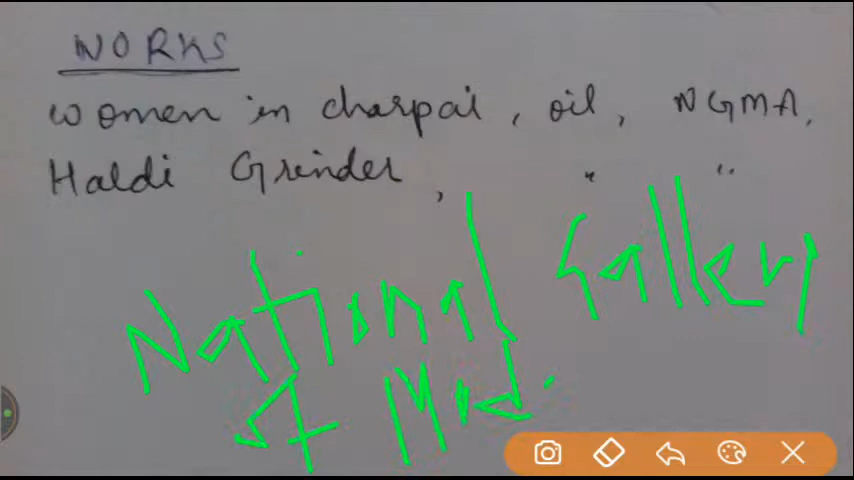 WORKS
women in charpai, oil, NGMA,
Haldi Grinder, " "
National Gallery
of Mod.